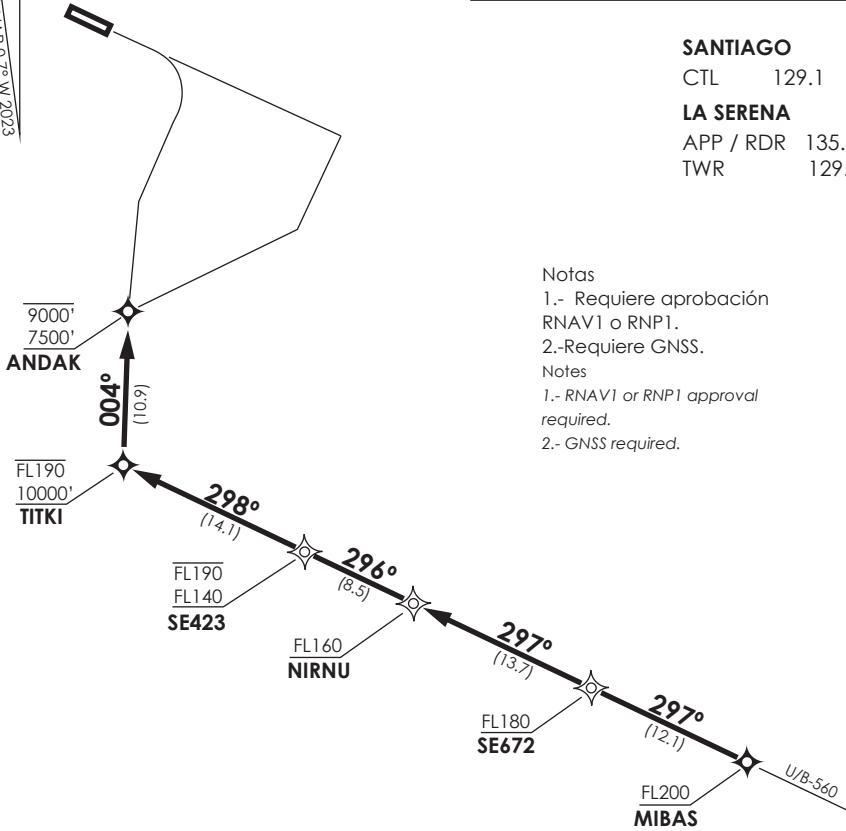 7° W 2023
SANTIAGO
CTL 129.1
LA SERENA
APP / RDR 135.
TWR 129.
Notas
1.- Requiere aprobación
RNAV1 o RNP1.
2.-Requiere GNSS.
Notes
1.- RNAV1 or RNP1 approval
required.
2.- GNSS required.
9000'
7500'
ANDAK
004°
(10.9)
FL190
10000'
TITKI
298°
(14.1)
FL190
FL140
SE423
296°
(8.5)
FL160
NIRNU
297°
(13.7)
FL180
SE672
297°
(12.1)
FL200
MIBAS
U/B-560